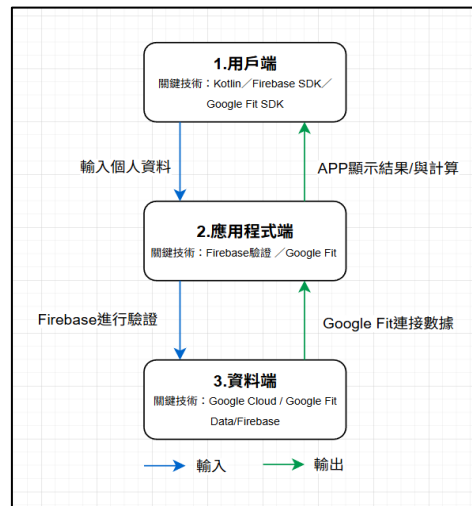 1.用戶端
關鍵技術：Kotlin／Firebase SDK／
Google Fit SDK
輸入個人資料
APP顯示結果/與計算
2.應用程式端
關鍵技術：Firebase驗證 ／Google Fit
Firebase進行驗證
Google Fit連接數據
3.資料端
關鍵技術：Google Cloud / Google Fit
Data/Firebase
輸入
輸出